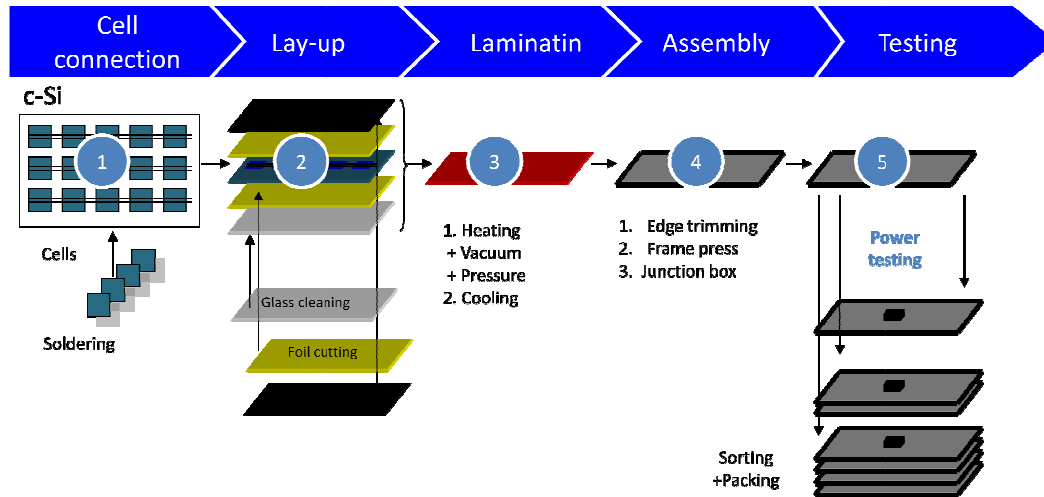 Cell
connection
Lay-up
Laminatin
Assembly
Testing
c-Si
1
2
3
4
5
Cells
Soldering
Glass cleaning
Foil cutting
1. Heating
+ Vacuum
+ Pressure
2. Cooling
1. Edge trimming
2. Frame press
3. Junction box
Power
testing
Sorting
+Packing